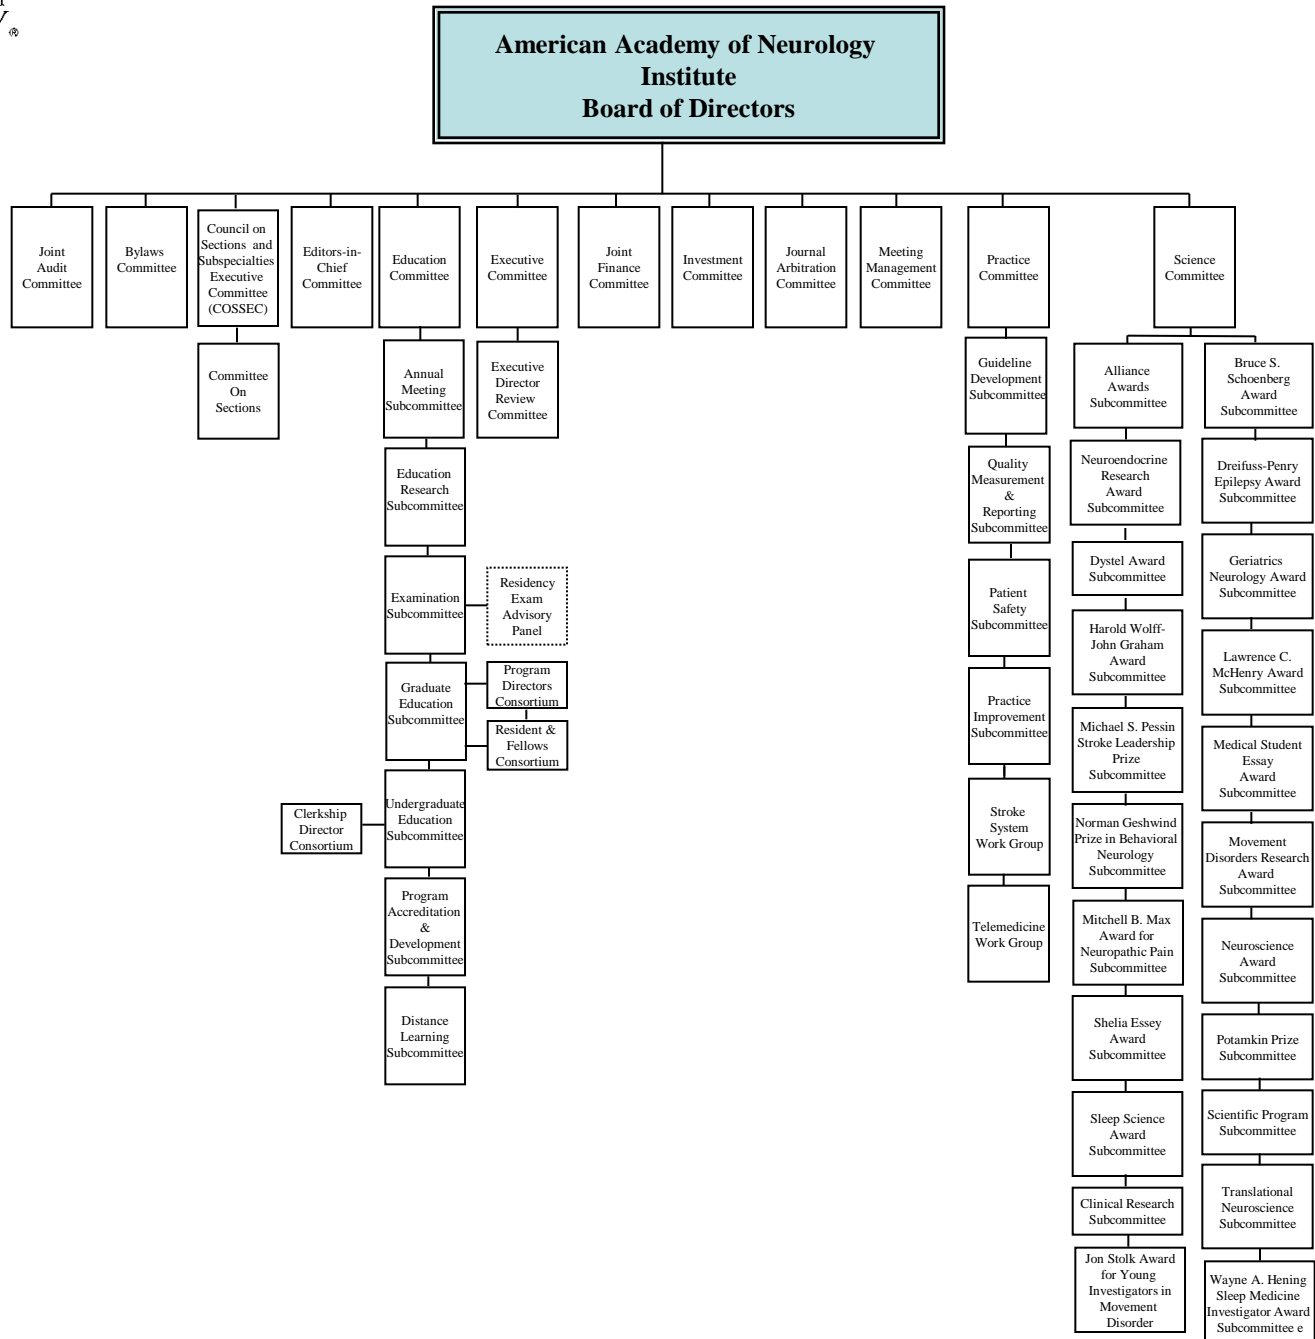 ®
American Academy of Neurology
Institute
Board of Directors
Joint
Audit
Committee
Bylaws
Committee
Council on
Sections and
Subspecialties
Executive
Committee
(COSSEC)
Editors-in-
Chief
Committee
Education
Committee
Executive
Committee
Joint
Finance
Committee
Investment
Committee
Journal
Arbitration
Committee
Meeting
Management
Committee
Practice
Committee
Science
Committee
Committee
On
Sections
Annual
Meeting
Subcommittee
Education
Research
Subcommittee
Examination
Subcommittee
Residency
Exam
Advisory
Panel
Graduate
Education
Subcommittee
Program
Directors
Consortium
Resident &
Fellows
Consortium
Clerkship
Director
Consortium
Undergraduate
Education
Subcommittee
Program
Accreditation
&
Development
Subcommittee
Distance
Learning
Subcommittee
Executive
Director
Review
Committee
Guideline
Development
Subcommittee
Quality
Measurement
&
Reporting
Subcommittee
Patient
Safety
Subcommittee
Practice
Improvement
Subcommittee
Stroke
System
Work Group
Telemedicine
Work Group
Alliance
Awards
Subcommittee
Neuroendocrine
Research
Award
Subcommittee
Dystel Award
Subcommittee
Harold Wolff-
John Graham
Award
Subcommittee
Michael S. Pessin
Stroke Leadership
Prize
Subcommittee
Norman Geshwind
Prize in Behavioral
Neurology
Subcommittee
Mitchell B. Max
Award for
Neuropathic Pain
Subcommittee
Shelia Essey
Award
Subcommittee
Sleep Science
Award
Subcommittee
Clinical Research
Subcommittee
Jon Stolk Award
for Young
Investigators in
Movement
Disorder
Bruce S.
Schoenberg
Award
Subcommittee
Dreifuss-Penry
Epilepsy Award
Subcommittee
Geriatrics
Neurology Award
Subcommittee
Lawrence C.
McHenry Award
Subcommittee
Medical Student
Essay
Award
Subcommittee
Movement
Disorders Research
Award
Subcommittee
Neuroscience
Award
Subcommittee
Potamkin Prize
Subcommittee
Scientific Program
Subcommittee
Translational
Neuroscience
Subcommittee
Wayne A. Hening
Sleep Medicine
Investigator Award
Subcommittee e